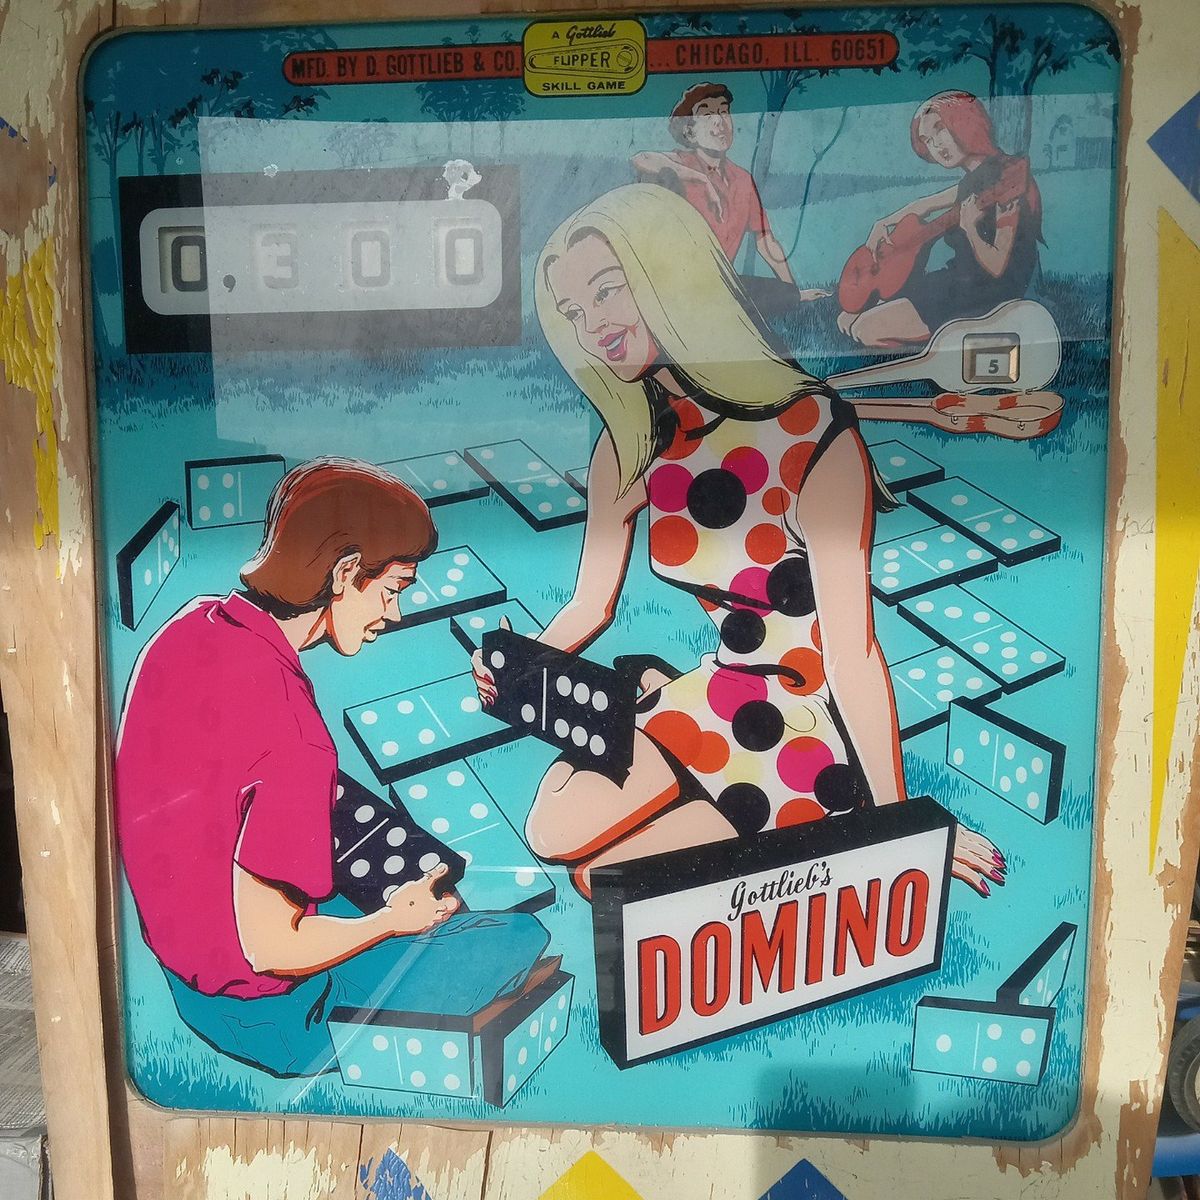 A Gottlieb
FLIPPER
SKILL GAME
MFD. BY D. GOTTLIEB & CO. ... CHICAGO, ILL. 60651
0,300
5
Gottlieb's
DOMINO